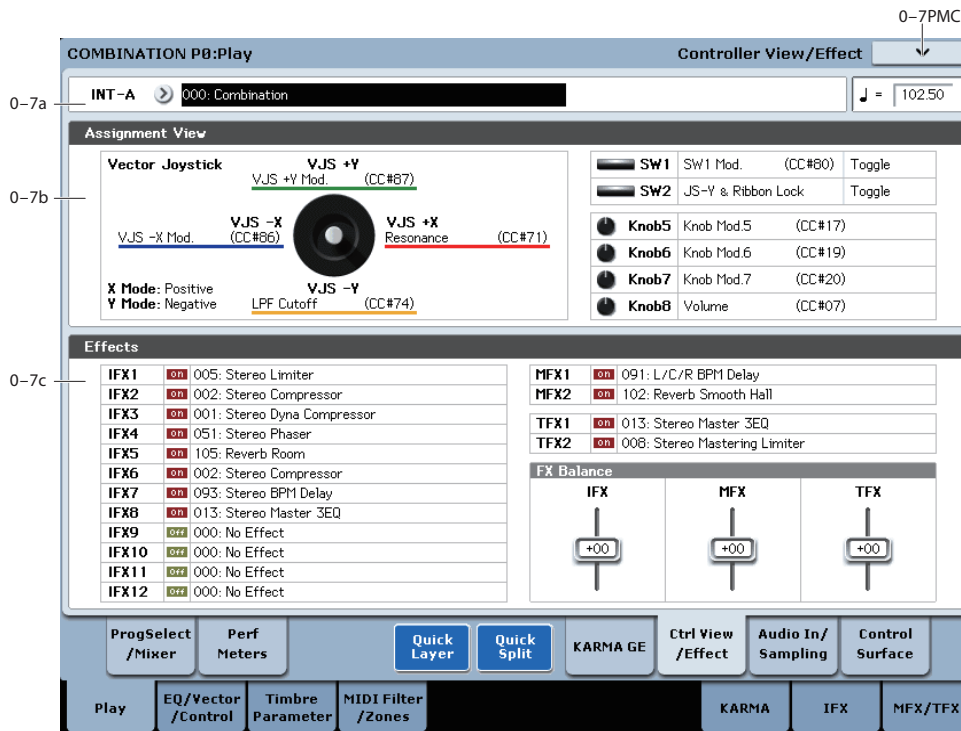 0–7PMC
COMBINATION P0:Play
Controller View/Effect
0–7a
INT-A
000: Combination
♩ = 102.50
Assignment View
0–7b
Vector Joystick
VJS +Y
VJS +Y Mod. (CC#87)
VJS -X
VJS -X Mod. (CC#86)
VJS +X
Resonance (CC#71)
X Mode: Positive
Y Mode: Negative
VJS -Y
LPF Cutoff (CC#74)
SW1 SW1 Mod. (CC#80) Toggle
SW2 JS-Y & Ribbon Lock Toggle
Knob5 Knob Mod.5 (CC#17)
Knob6 Knob Mod.6 (CC#19)
Knob7 Knob Mod.7 (CC#20)
Knob8 Volume (CC#07)
Effects
0–7c
IFX1 on 005: Stereo Limiter
IFX2 on 002: Stereo Compressor
IFX3 on 001: Stereo Dyna Compressor
IFX4 on 051: Stereo Phaser
IFX5 on 105: Reverb Room
IFX6 on 002: Stereo Compressor
IFX7 on 093: Stereo BPM Delay
IFX8 on 013: Stereo Master 3EQ
IFX9 Off 000: No Effect
IFX10 Off 000: No Effect
IFX11 Off 000: No Effect
IFX12 Off 000: No Effect
MFX1 on 091: L/C/R BPM Delay
MFX2 on 102: Reverb Smooth Hall
TFX1 on 013: Stereo Master 3EQ
TFX2 on 008: Stereo Mastering Limiter
FX Balance
IFX MFX TFX
+00 +00 +00
ProgSelect
/Mixer
Perf
Meters
Quick
Layer
Quick
Split
KARMA GE
Ctrl View
/Effect
Audio In/
Sampling
Control
Surface
Play
EQ/Vector
/Control
Timbre
Parameter
MIDI Filter
/Zones
KARMA
IFX
MFX/TFX